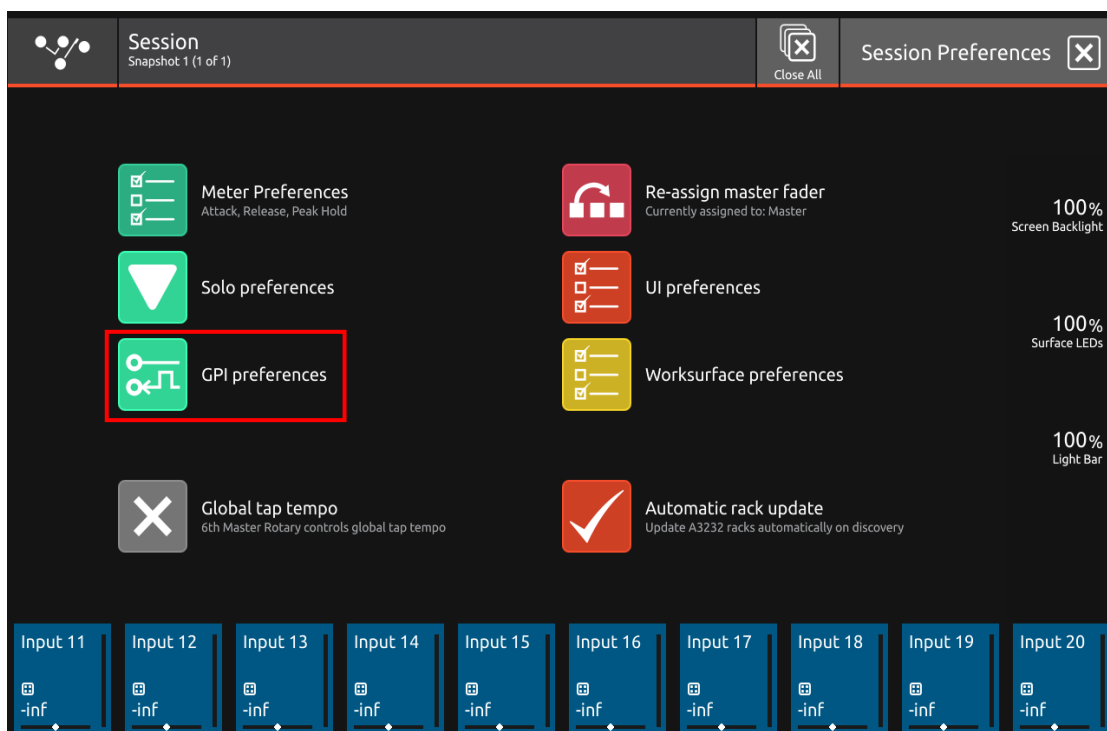 Session
Snapshot 1 (1 of 1)
Close All
Session Preferences
Meter Preferences
Attack, Release, Peak Hold
Re-assign master fader
Currently assigned to: Master
100%
Screen Backlight
Solo preferences
UI preferences
100%
Surface LEDs
GPI preferences
Worksurface preferences
100%
Light Bar
Global tap tempo
6th Master Rotary controls global tap tempo
Automatic rack update
Update A3232 racks automatically on discovery
Input 11
-inf
Input 12
-inf
Input 13
-inf
Input 14
-inf
Input 15
-inf
Input 16
-inf
Input 17
-inf
Input 18
-inf
Input 19
-inf
Input 20
-inf